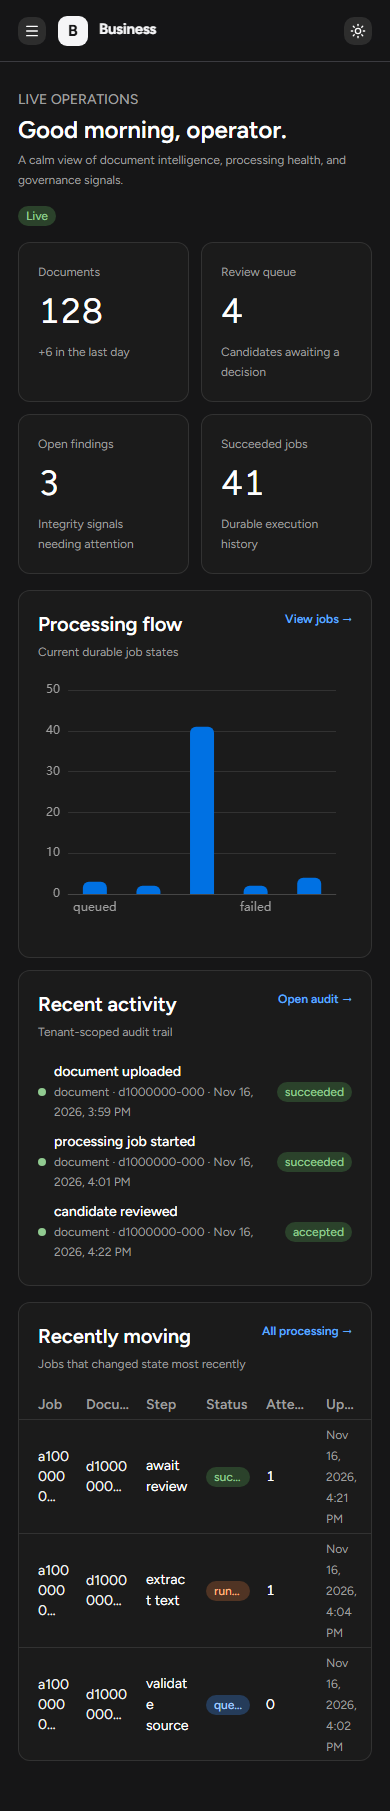 B Business
LIVE OPERATIONS
Good morning, operator.
A calm view of document intelligence, processing health, and
governance signals.
Live
Documents
128
+6 in the last day
Review queue
4
Candidates awaiting a
decision
Open findings
3
Integrity signals
needing attention
Succeeded jobs
41
Durable execution
history
Processing flow
View jobs →
Current durable job states
50
40
30
20
10
0
queued failed
Recent activity
Open audit →
Tenant-scoped audit trail
document uploaded
document · d1000000-000 · Nov 16,
2026, 3:59 PM
succeeded
processing job started
document · d1000000-000 · Nov 16,
2026, 4:01 PM
succeeded
candidate reviewed
document · d1000000-000 · Nov 16,
2026, 4:22 PM
accepted
Recently moving
All processing →
Jobs that changed state most recently
Job Docu... Step Status Atte... Up...
a100
000
0...
d1000
000...
await
review
suc...
1
Nov
16,
2026,
4:21
PM
a100
000
0...
d1000
000...
extrac
t text
run...
1
Nov
16,
2026,
4:04
PM
a100
000
0...
d1000
000...
validat
e
source
que...
0
Nov
16,
2026,
4:02
PM